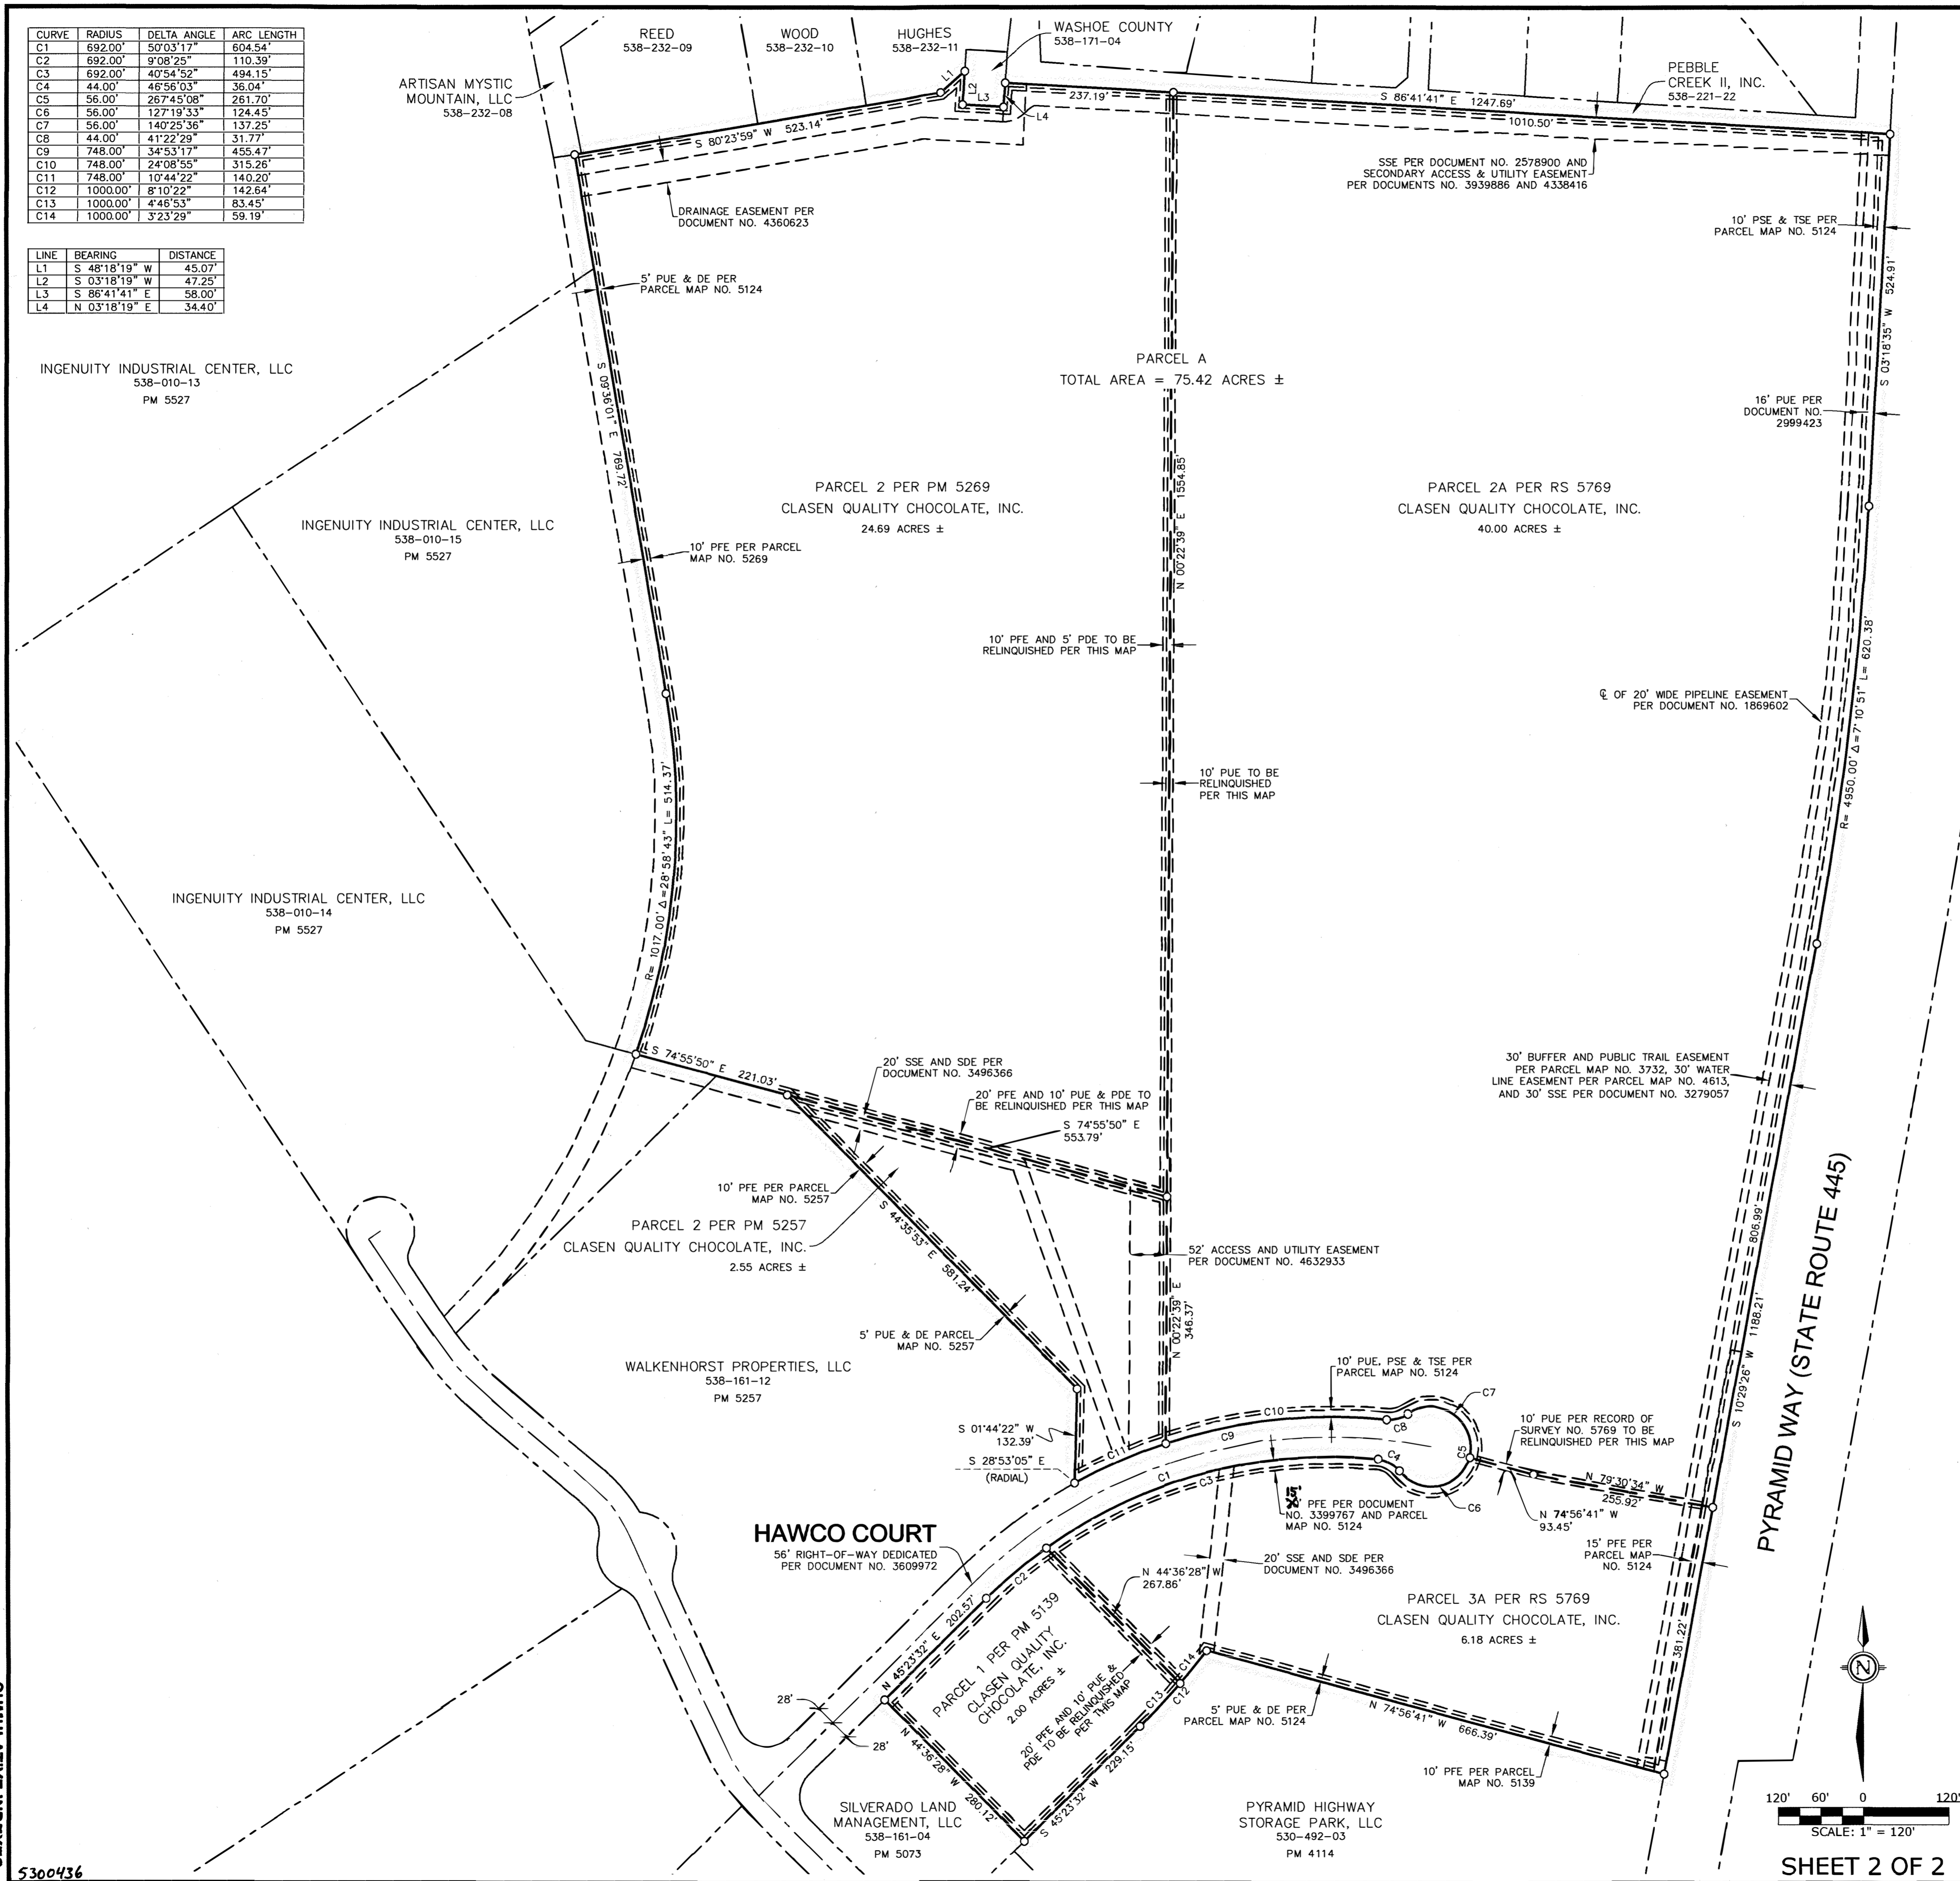 CURVE RADIUS DELTA ANGLE ARC LENGTH
C1 692.00' 50°03'17" 604.54'
C2 692.00' 9°08'25" 110.39'
C3 692.00' 40°54'52" 494.15'
C4 44.00' 46°56'03" 36.04'
C5 56.00' 267°45'08" 261.70'
C6 56.00' 127°19'33" 124.45'
C7 56.00' 140°25'36" 137.25'
C8 44.00' 41°22'29" 31.77'
C9 748.00' 34°53'17" 455.47'
C10 748.00' 24°08'55" 315.26'
C11 748.00' 10°44'22" 140.20'
C12 1000.00' 8°10'22" 142.64'
C13 1000.00' 4°46'53" 83.45'
C14 1000.00' 3°23'29" 59.19'
LINE BEARING DISTANCE
L1 S 48°18'19" W 45.07'
L2 S 03°18'19" W 47.25'
L3 S 86°41'41" E 58.00'
L4 N 03°18'19" E 34.40'
REED
538-232-09
WOOD
538-232-10
HUGHES
538-232-11
WASHOE COUNTY
538-171-04
ARTISAN MYSTIC
MOUNTAIN, LLC
538-232-08
PEBBLE
CREEK II, INC.
538-221-22
L1
L2
L3
L4
237.19'
S 86°41'41" E 1247.69'
1010.50'
S 80°23'59" W 523.14'
SSE PER DOCUMENT NO. 2578900 AND
SECONDARY ACCESS & UTILITY EASEMENT
PER DOCUMENTS NO. 3939886 AND 4338416
DRAINAGE EASEMENT PER
DOCUMENT NO. 4360623
10' PSE & TSE PER
PARCEL MAP NO. 5124
5' PUE & DE PER
PARCEL MAP NO. 5124
S 03°18'35" W 524.91'
INGENUITY INDUSTRIAL CENTER, LLC
538-010-13
PM 5527
PARCEL A
TOTAL AREA = 75.42 ACRES ±
S 09°36'01" E 769.72'
16' PUE PER
DOCUMENT NO.
2999423
PARCEL 2 PER PM 5269
CLASEN QUALITY CHOCOLATE, INC.
24.69 ACRES ±
N 00°22'39" E 1554.85'
PARCEL 2A PER RS 5769
CLASEN QUALITY CHOCOLATE, INC.
40.00 ACRES ±
INGENUITY INDUSTRIAL CENTER, LLC
538-010-15
PM 5527
10' PFE PER PARCEL
MAP NO. 5269
10' PFE AND 5' PDE TO BE
RELINQUISHED PER THIS MAP
℄ OF 20' WIDE PIPELINE EASEMENT
PER DOCUMENT NO. 1869602
R= 4950.00' Δ=7°10'51" L= 620.38'
10' PUE TO BE
RELINQUISHED
PER THIS MAP
R= 1017.00' Δ=28°58'43" L= 514.37'
INGENUITY INDUSTRIAL CENTER, LLC
538-010-14
PM 5527
S 74°55'50" E 221.03'
20' SSE AND SDE PER
DOCUMENT NO. 3496366
20' PFE AND 10' PUE & PDE TO
BE RELINQUISHED PER THIS MAP
S 74°55'50" E
553.79'
30' BUFFER AND PUBLIC TRAIL EASEMENT
PER PARCEL MAP NO. 3732, 30' WATER
LINE EASEMENT PER PARCEL MAP NO. 4613,
AND 30' SSE PER DOCUMENT NO. 3279057
10' PFE PER PARCEL
MAP NO. 5257
S 44°35'53" E 581.24'
PARCEL 2 PER PM 5257
CLASEN QUALITY CHOCOLATE, INC.
2.55 ACRES ±
52' ACCESS AND UTILITY EASEMENT
PER DOCUMENT NO. 4632933
N 00°22'39" E
346.37'
806.99'
S 10°29'26" W 1188.21'
PYRAMID WAY (STATE ROUTE 445)
5' PUE & DE PARCEL
MAP NO. 5257
WALKENHORST PROPERTIES, LLC
538-161-12
PM 5257
10' PUE, PSE & TSE PER
PARCEL MAP NO. 5124
C7
C10
C8
C9
C11
C5
C4
C1
C3
C6
S 01°44'22" W
132.39'
S 28°53'05" E
(RADIAL)
10' PUE PER RECORD OF
SURVEY NO. 5769 TO BE
RELINQUISHED PER THIS MAP
N 79°30'34" W
255.92'
N 74°56'41" W
93.45'
15'
' PFE PER DOCUMENT
NO. 3399767 AND PARCEL
MAP NO. 5124
HAWCO COURT
56' RIGHT-OF-WAY DEDICATED
PER DOCUMENT NO. 3609972
15' PFE PER
PARCEL MAP
NO. 5124
20' SSE AND SDE PER
DOCUMENT NO. 3496366
N 44°36'28" W
267.86'
C2
N 45°23'32" E 202.57'
PARCEL 1 PER PM 5139
CLASEN QUALITY
CHOCOLATE, INC.
2.00 ACRES ±
20' PFE AND 10' PUE &
PDE TO BE RELINQUISHED
PER THIS MAP
PARCEL 3A PER RS 5769
CLASEN QUALITY CHOCOLATE, INC.
6.18 ACRES ±
381.22'
C14
C13
C12
28'
28'
5' PUE & DE PER
PARCEL MAP NO. 5124
N 74°56'41" W 666.39'
N 44°36'28" W 280.12'
S 45°23'32" W 229.15'
10' PFE PER PARCEL
MAP NO. 5139
SILVERADO LAND
MANAGEMENT, LLC
538-161-04
PM 5073
PYRAMID HIGHWAY
STORAGE PARK, LLC
530-492-03
PM 4114
N
120' 60' 0 120'
SCALE: 1" = 120'
SHEET 2 OF 2
5300436